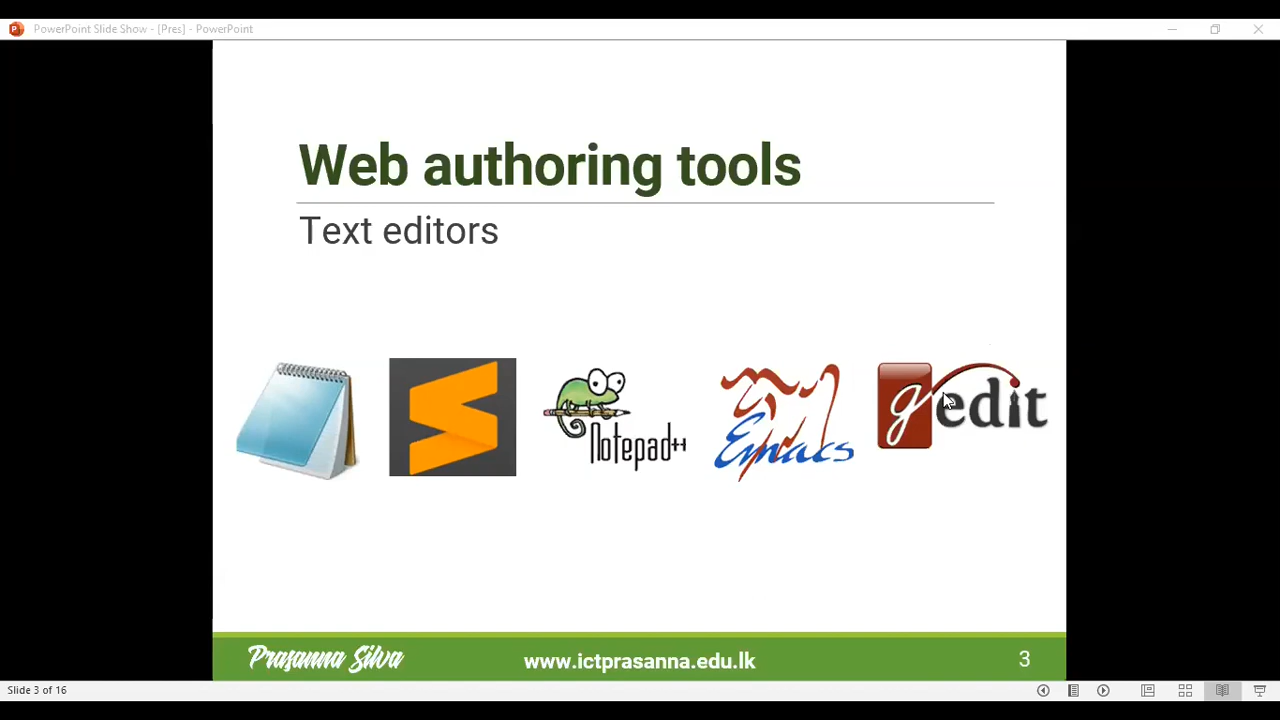 PowerPoint Slide Show - [Pres] - PowerPoint
Web authoring tools
Text editors
Notepad++
Emacs
gedit
Prasanna Silva
www.ictprasanna.edu.lk
3
Slide 3 of 16